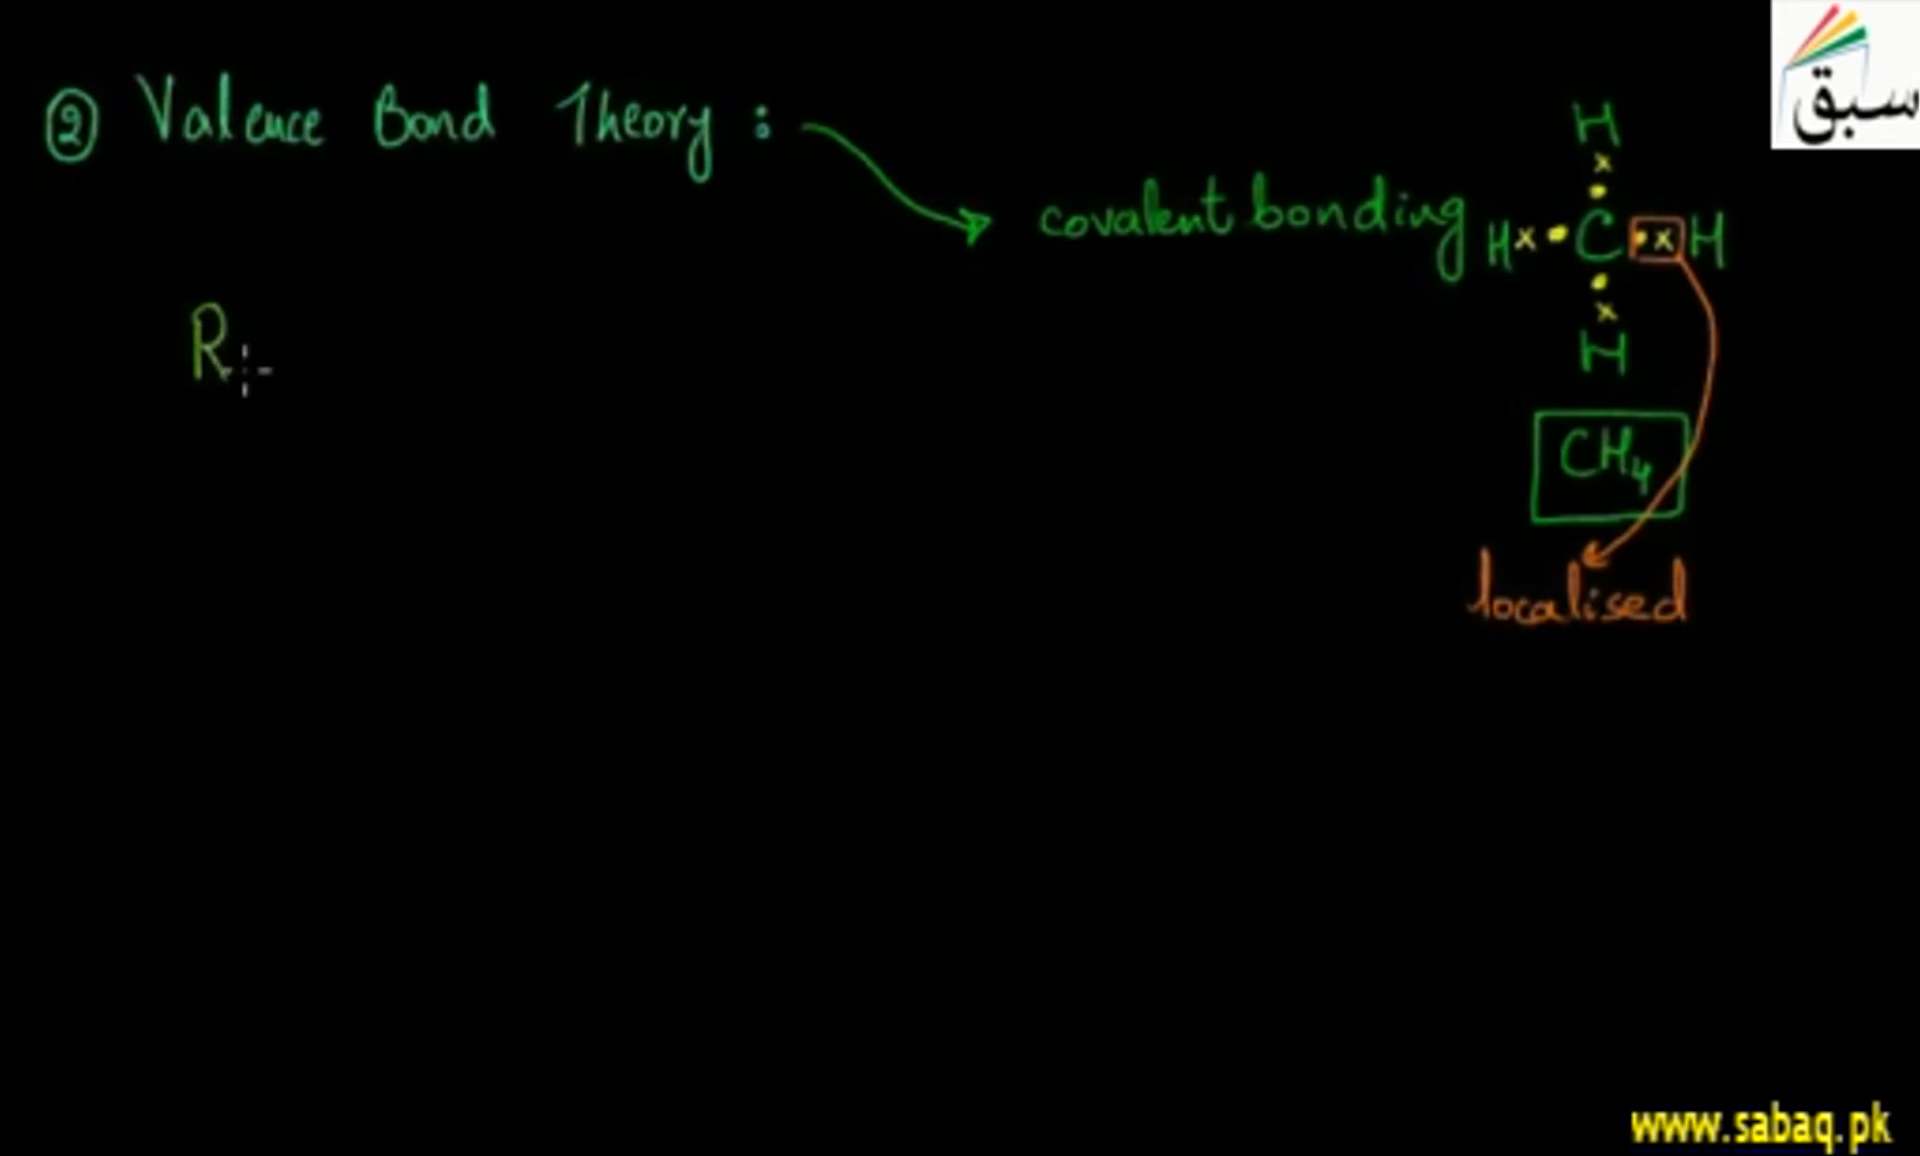 ② Valence Bond Theory :
سبق
covalent bonding
H
x
•
H x • C • x H
•
x
H
R
CH₄
localised
www.sabaq.pk